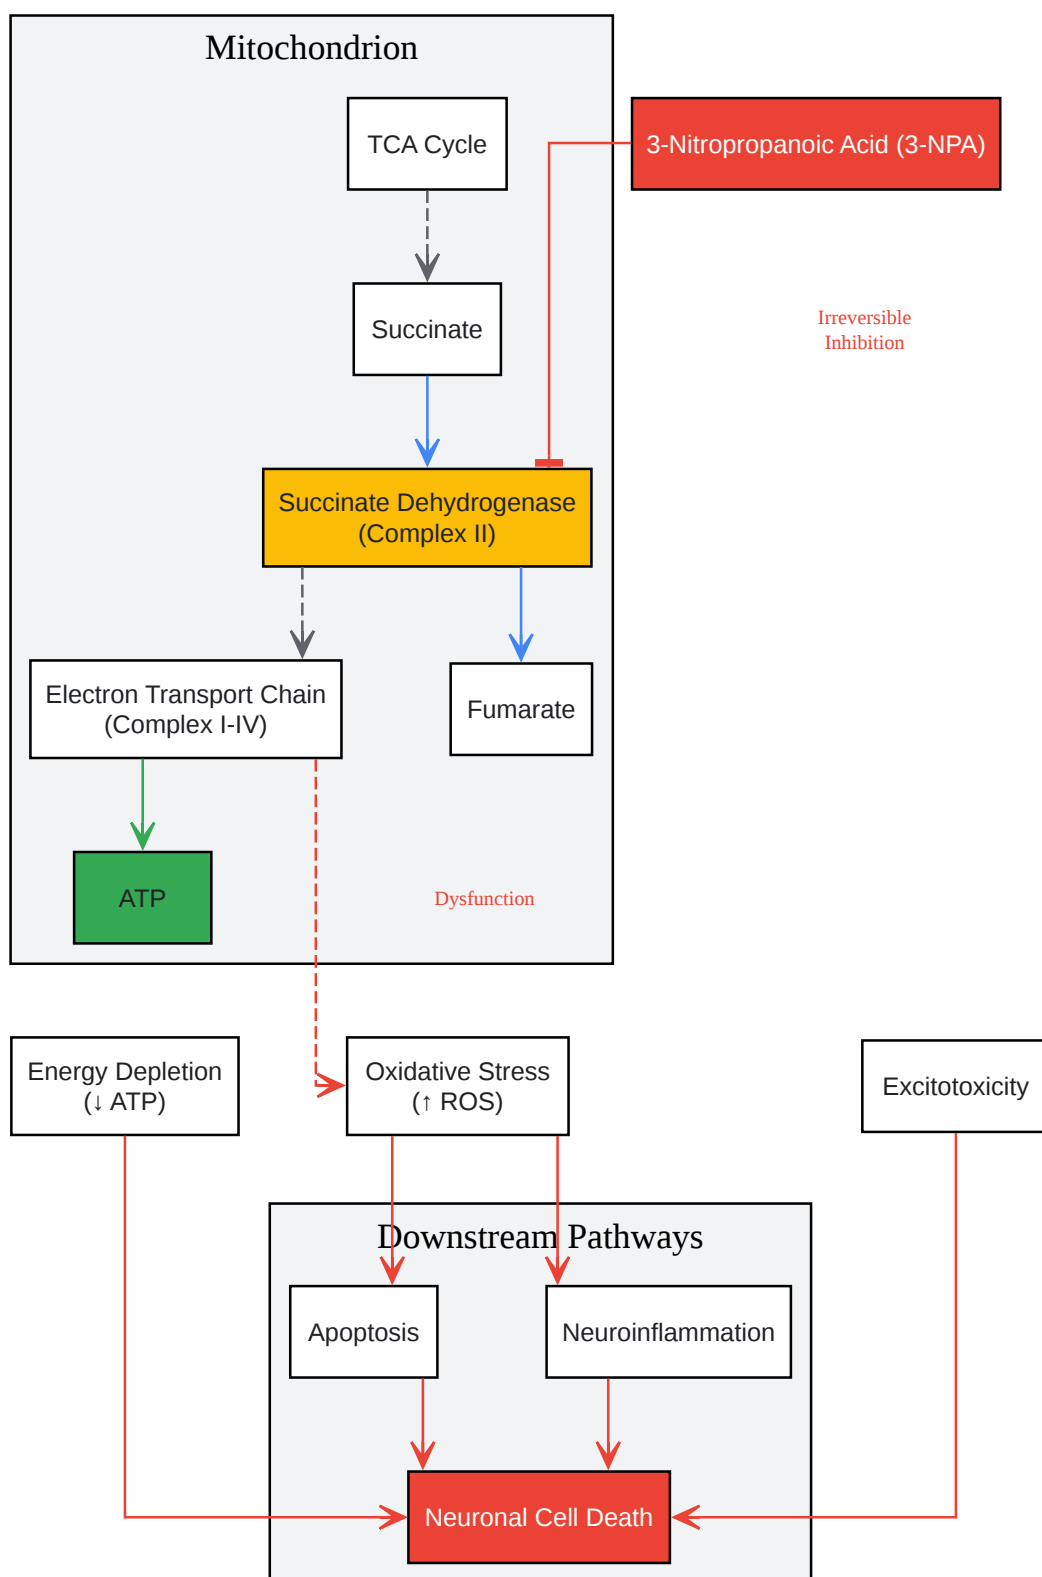 Mitochondrion
TCA Cycle
3-Nitropropanoic Acid (3-NPA)
Succinate
Irreversible
Inhibition
Succinate Dehydrogenase
(Complex II)
Electron Transport Chain
(Complex I-IV)
Fumarate
ATP
Dysfunction
Energy Depletion
(↓ ATP)
Oxidative Stress
(↑ ROS)
Excitotoxicity
Downstream Pathways
Apoptosis
Neuroinflammation
Neuronal Cell Death